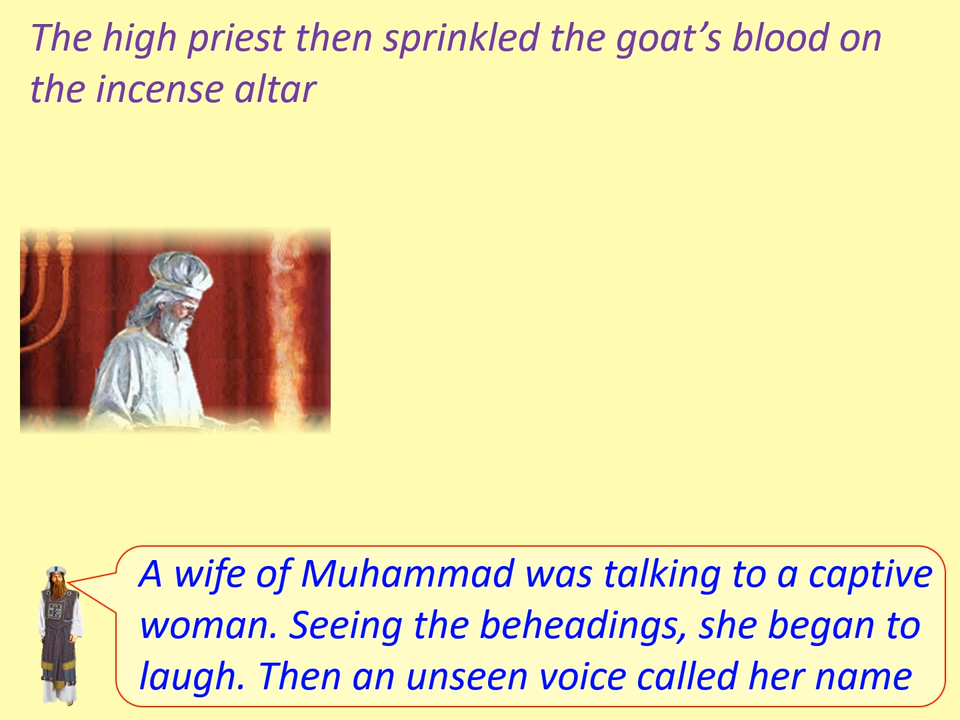 The high priest then sprinkled the goat’s blood on
the incense altar
A wife of Muhammad was talking to a captive
woman. Seeing the beheadings, she began to
laugh. Then an unseen voice called her name